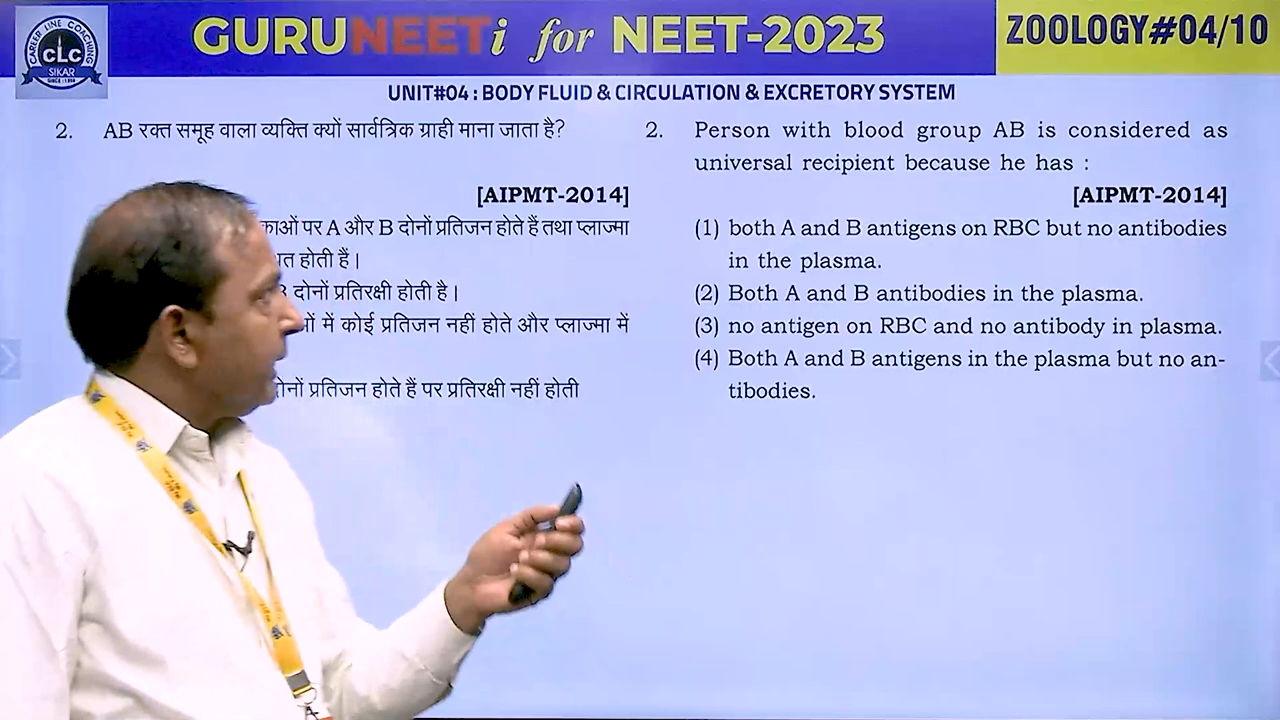 CAREER LINE COACHING
CLC
SIKAR
SINCE : 1996
GURUNEETi for NEET-2023
ZOOLOGY#04/10
UNIT#04 : BODY FLUID & CIRCULATION & EXCRETORY SYSTEM
2. AB रक्त समूह वाला व्यक्ति क्यों सार्वत्रिक ग्राही माना जाता है?
[AIPMT-2014]
काओं पर A और B दोनों प्रतिजन होते हैं तथा प्लाज्मा
होती हैं।
B दोनों प्रतिरक्षी होती है।
में कोई प्रतिजन नहीं होते और प्लाज्मा में
दोनों प्रतिजन होते हैं पर प्रतिरक्षी नहीं होती
2. Person with blood group AB is considered as
universal recipient because he has :
[AIPMT-2014]
(1) both A and B antigens on RBC but no antibodies
in the plasma.
(2) Both A and B antibodies in the plasma.
(3) no antigen on RBC and no antibody in plasma.
(4) Both A and B antigens in the plasma but no an-
tibodies.